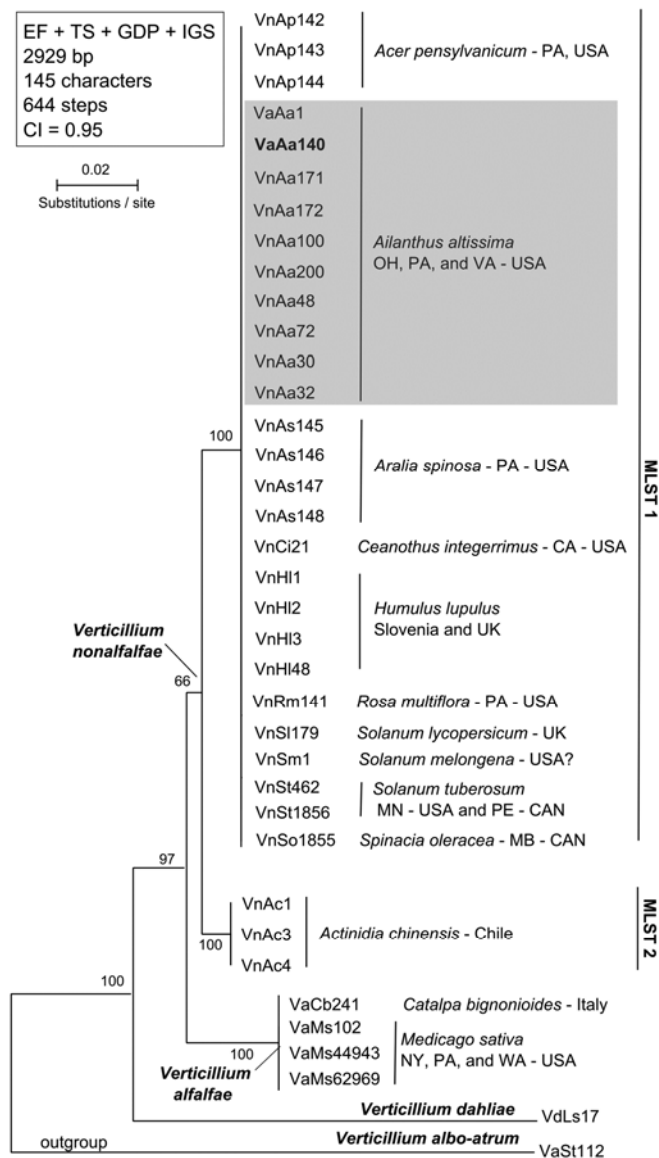 EF + TS + GDP + IGS
2929 bp
145 characters
644 steps
CI = 0.95
0.02
Substitutions / site
VnAp142
VnAp143
VnAp144
Acer pensylvanicum - PA, USA
VaAa1
VaAa140
VnAa171
VnAa172
VnAa100
VnAa200
VnAa48
VnAa72
VnAa30
VnAa32
Ailanthus altissima
OH, PA, and VA - USA
100
VnAs145
VnAs146
VnAs147
VnAs148
Aralia spinosa - PA - USA
VnCi21 Ceanothus integerrimus - CA - USA
VnHl1
VnHl2
VnHl3
VnHl48
Humulus lupulus
Slovenia and UK
VnRm141 Rosa multiflora - PA - USA
VnSl179 Solanum lycopersicum - UK
VnSm1 Solanum melongena - USA?
VnSt462
VnSt1856
Solanum tuberosum
MN - USA and PE - CAN
VnSo1855 Spinacia oleracea - MB - CAN
MLST 1
Verticillium
nonalfalfae
66
97
VnAc1
VnAc3
VnAc4
Actinidia chinensis - Chile
100
MLST 2
100
VaCb241 Catalpa bignonioides - Italy
VaMs102
VaMs44943
VaMs62969
Medicago sativa
NY, PA, and WA - USA
100
Verticillium
alfalfae
Verticillium dahliae VdLs17
outgroup Verticillium albo-atrum VaSt112